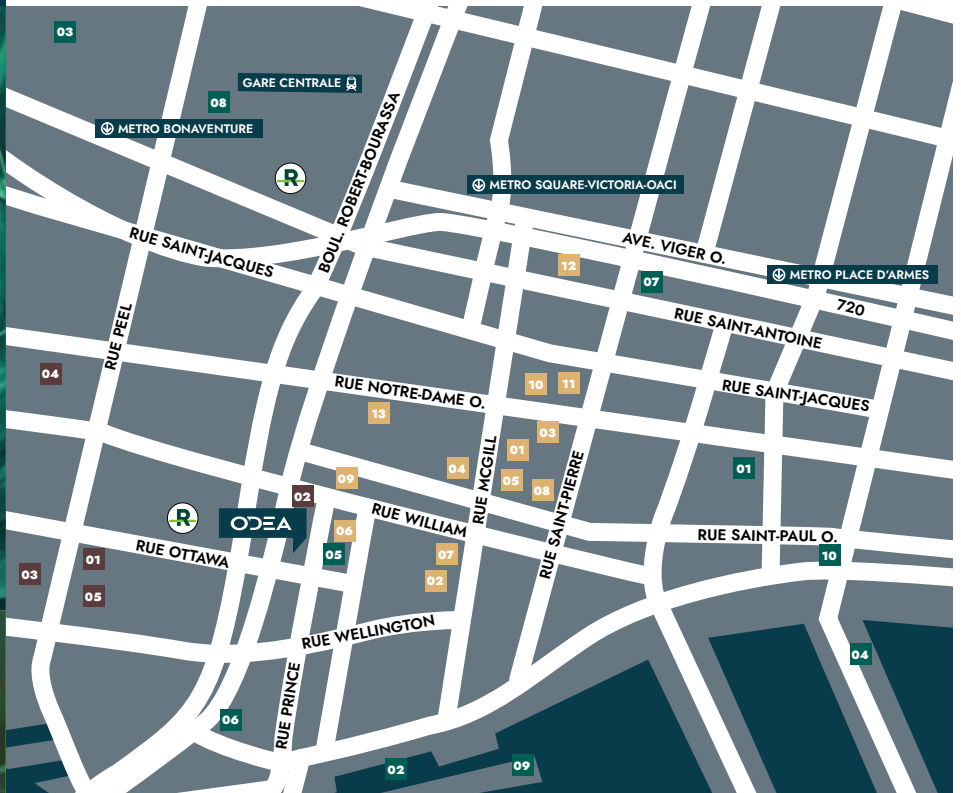 03
GARE CENTRALE
08
METRO BONAVENTURE
R
BOUL. ROBERT-BOURASSA
METRO SQUARE-VICTORIA-OACI
RUE SAINT-JACQUES
AVE. VIGER O.
12
07
METRO PLACE D'ARMES
720
RUE SAINT-ANTOINE
RUE PEEL
04
RUE NOTRE-DAME O.
13
10
11
RUE SAINT-JACQUES
03
01
04
05
08
09
RUE MCGILL
RUE SAINT-PIERRE
01
02
R
ODEA
RUE WILLIAM
06
05
07
02
RUE SAINT-PAUL O.
10
RUE OTTAWA
01
03
05
RUE WELLINGTON
04
RUE PRINCE
06
02
09